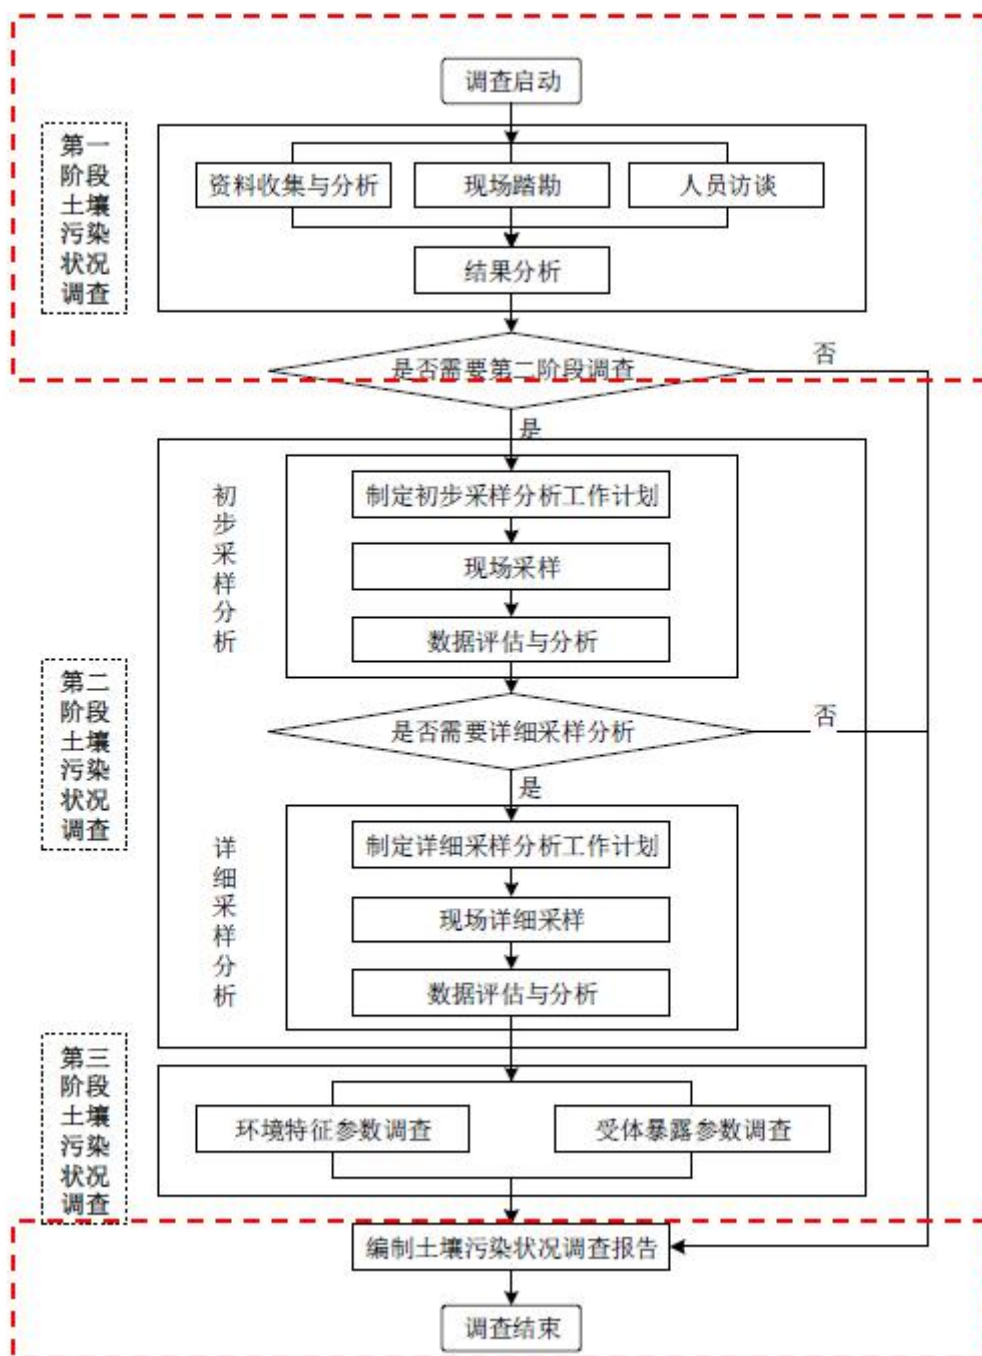 调查启动
第一
阶段
土壤
污染
状况
调查
资料收集与分析
现场踏勘
人员访谈
结果分析
是否需要第二阶段调查
否
是
初
步
采
样
分
析
制定初步采样分析工作计划
现场采样
数据评估与分析
第二
阶段
土壤
污染
状况
调查
是否需要详细采样分析
否
是
详
细
采
样
分
析
制定详细采样分析工作计划
现场详细采样
数据评估与分析
第三
阶段
土壤
污染
状况
调查
环境特征参数调查
受体暴露参数调查
编制土壤污染状况调查报告
调查结束